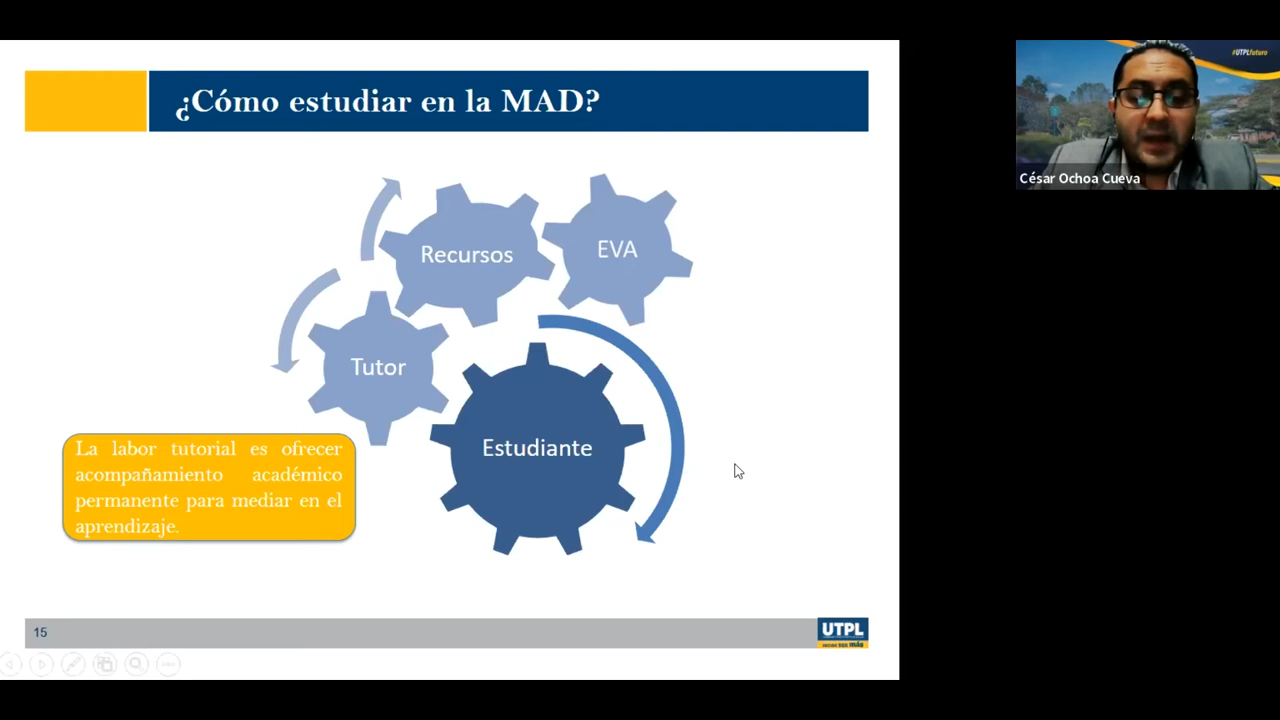 ¿Cómo estudiar en la MAD?
#UTPLfuturo
César Ochoa Cueva
Recursos
EVA
Tutor
Estudiante
La labor tutorial es ofrecer
acompañamiento académico
permanente para mediar en el
aprendizaje.
15
UTPL